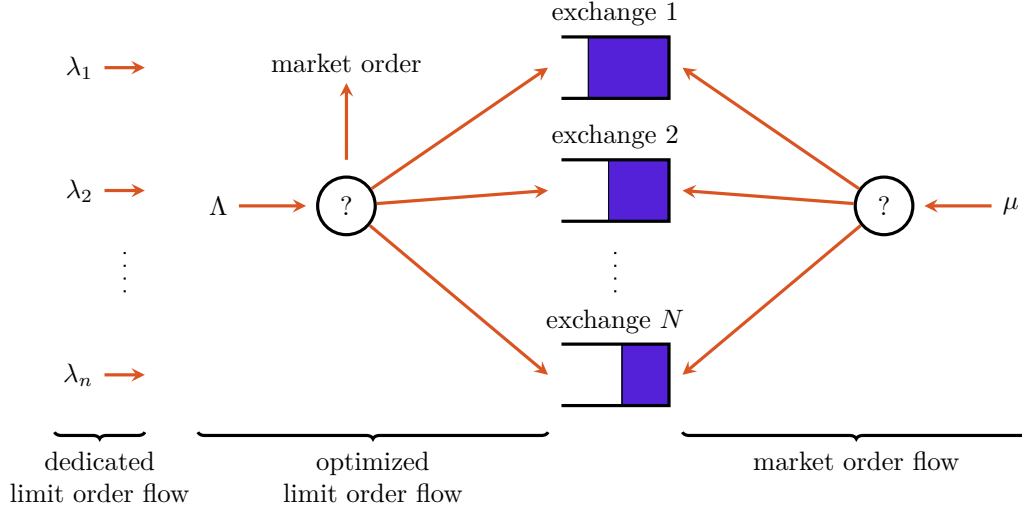 exchange 1
λ₁
market order
exchange 2
λ₂
Λ
?
?
μ
exchange N
λₙ
dedicated
limit order flow
optimized
limit order flow
market order flow